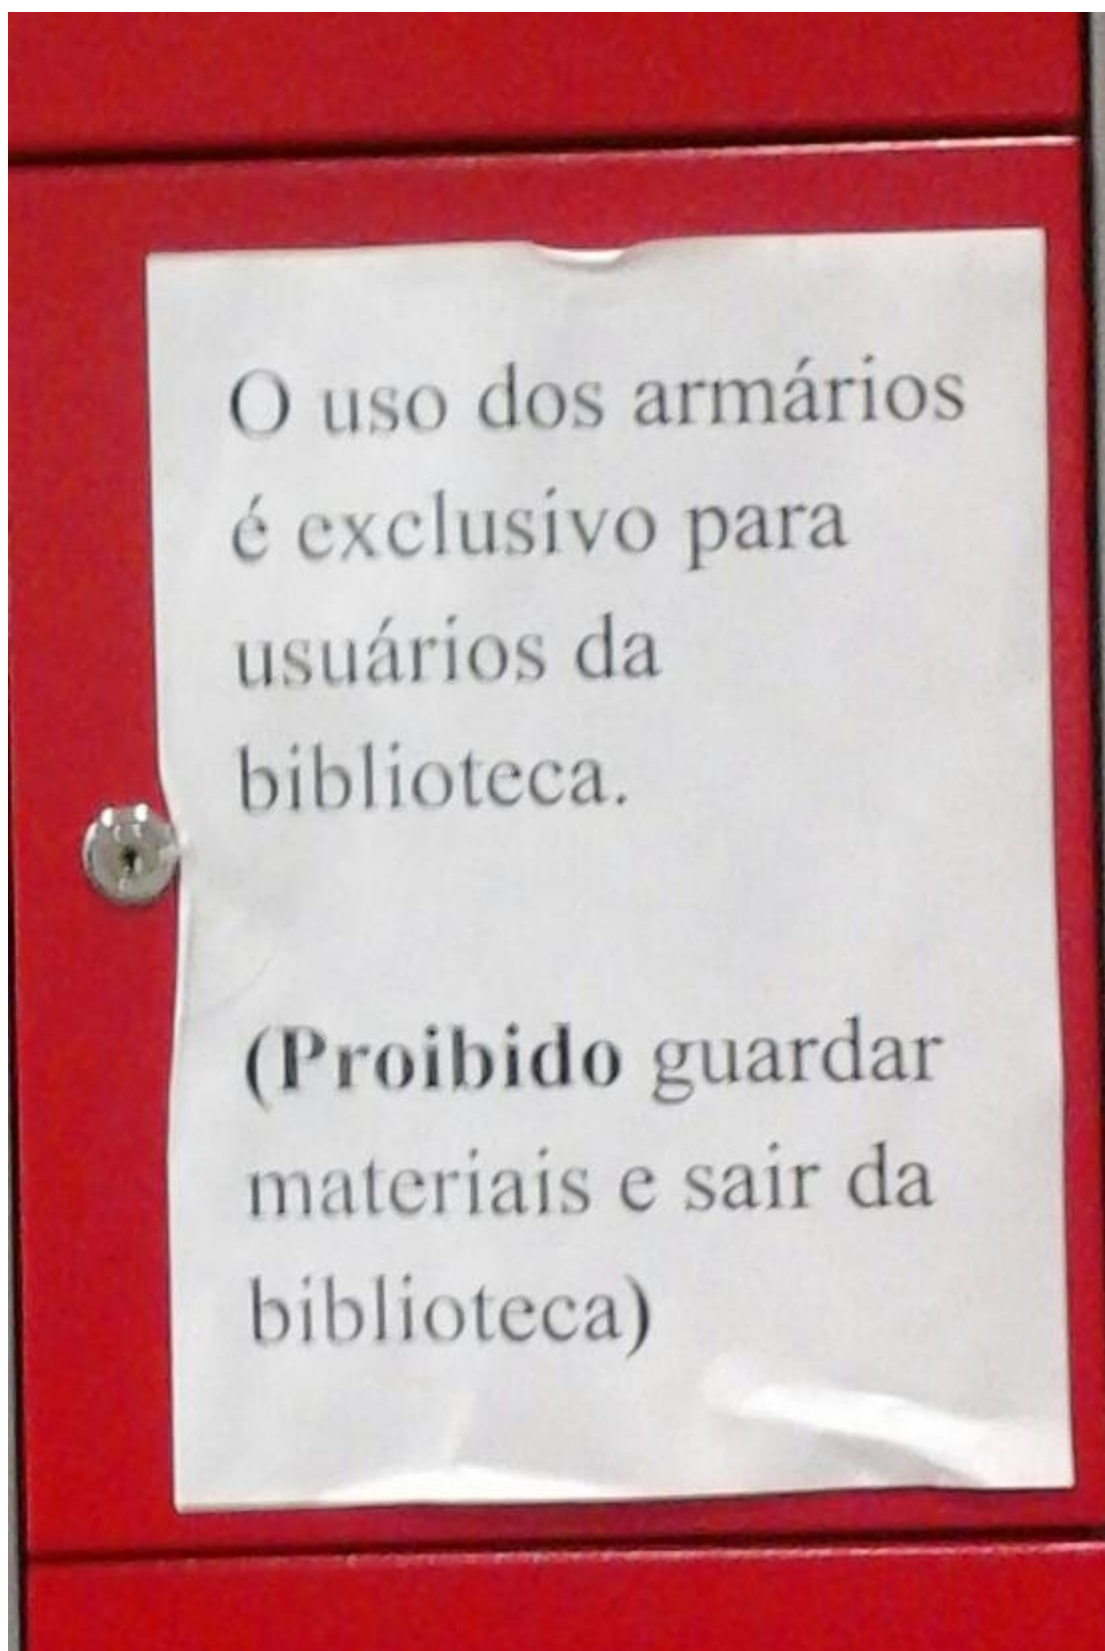 O uso dos armários
é exclusivo para
usuários da
biblioteca.
(Proibido guardar
materiais e sair da
biblioteca)